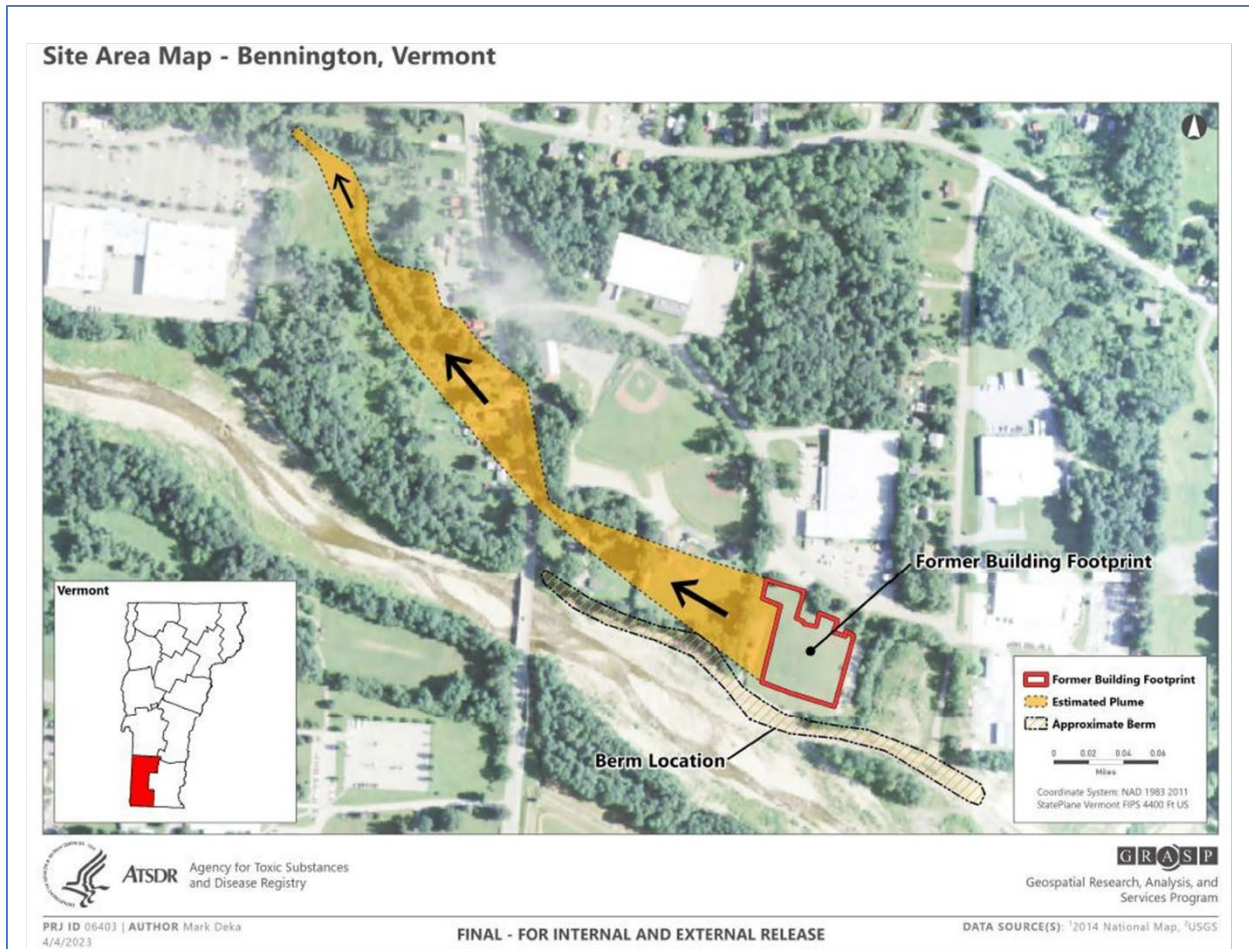 Site Area Map - Bennington, Vermont
Former Building Footprint
Berm Location
Vermont
Former Building Footprint
Estimated Plume
Approximate Berm
0 0.02 0.04 0.06
Miles
Coordinate System: NAD 1983 2011
StatePlane Vermont FIPS 4400 Ft US
ATSDR
Agency for Toxic Substances
and Disease Registry
GRASP
Geospatial Research, Analysis, and
Services Program
PRJ ID 06403 | AUTHOR Mark Deka
4/4/2023
FINAL - FOR INTERNAL AND EXTERNAL RELEASE
DATA SOURCE(S): ¹2014 National Map, ²USGS